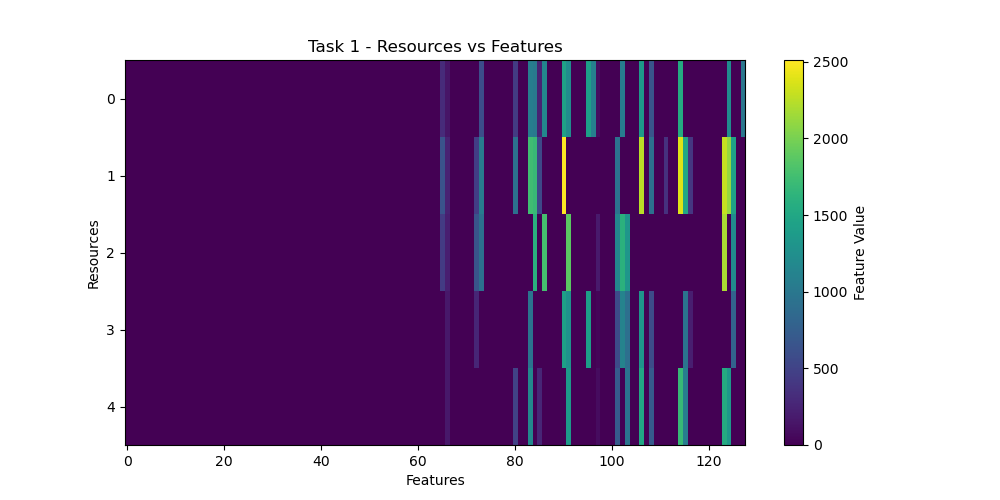 Task 1 - Resources vs Features
Resources
0
1
2
3
4
0 20 40 60 80 100 120
Features
2500
2000
1500
1000
500
0
Feature Value